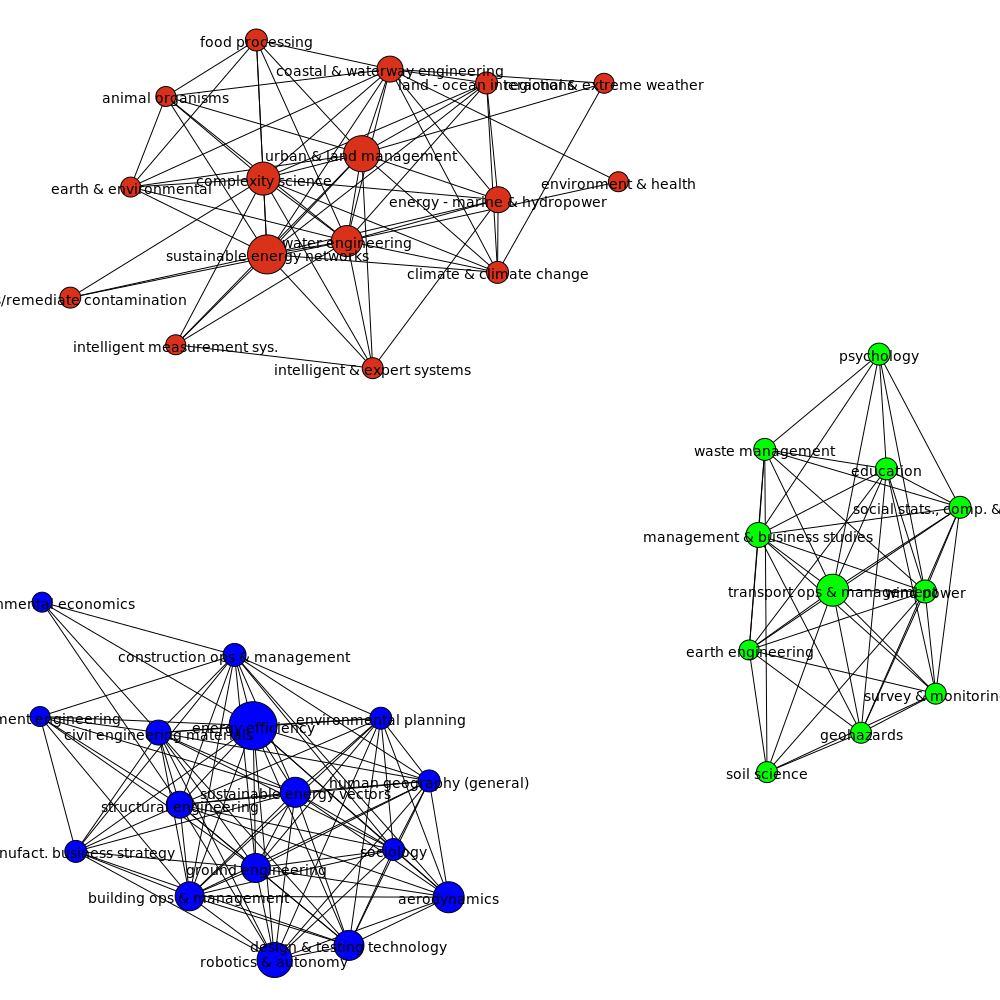 food processing
coastal & waterway engineering
land - ocean interactions
regional & extreme weather
animal organisms
urban & land management
complexity science
environment & health
earth & environmental
energy - marine & hydropower
water engineering
sustainable energy networks
climate & climate change
s/remediate contamination
intelligent measurement sys.
intelligent & expert systems
psychology
waste management
education
social stats., comp. &
management & business studies
transport ops & management
wind power
earth engineering
survey & monitoring
geohazards
soil science
nmental economics
construction ops & management
ment engineering
energy efficiency
environmental planning
civil engineering materials
human geography (general)
sustainable energy vectors
structural engineering
nufact. business strategy
sociology
ground engineering
building ops & management
aerodynamics
design & testing technology
robotics & autonomy